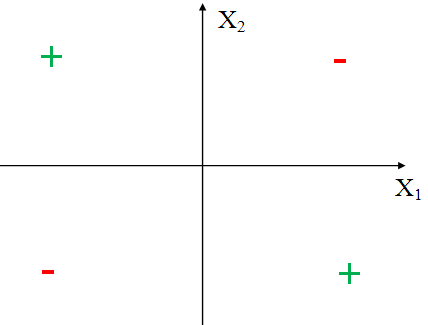 X₂
+ -
X₁
- +